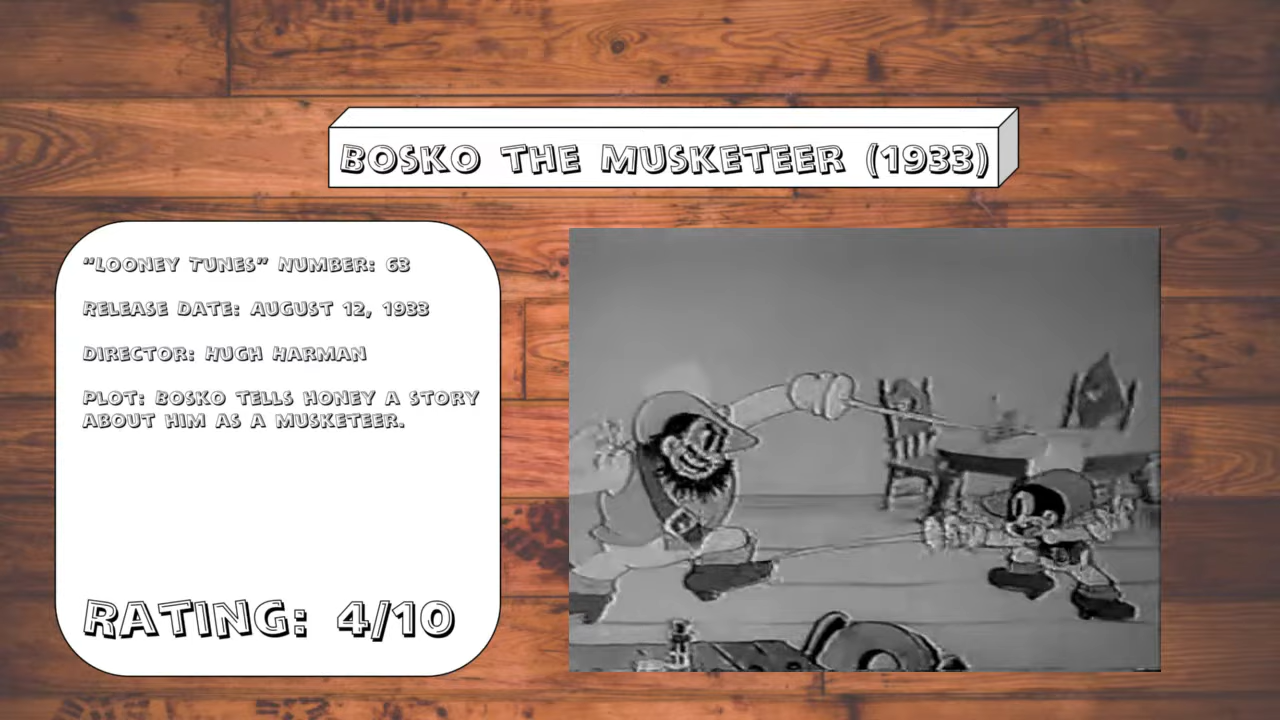 BOSKO THE MUSKETEER (1933)
"LOONEY TUNES" NUMBER: 63
RELEASE DATE: AUGUST 12, 1933
DIRECTOR: HUGH HARMAN
PLOT: BOSKO TELLS HONEY A STORY
ABOUT HIM AS A MUSKETEER.
RATING: 4/10